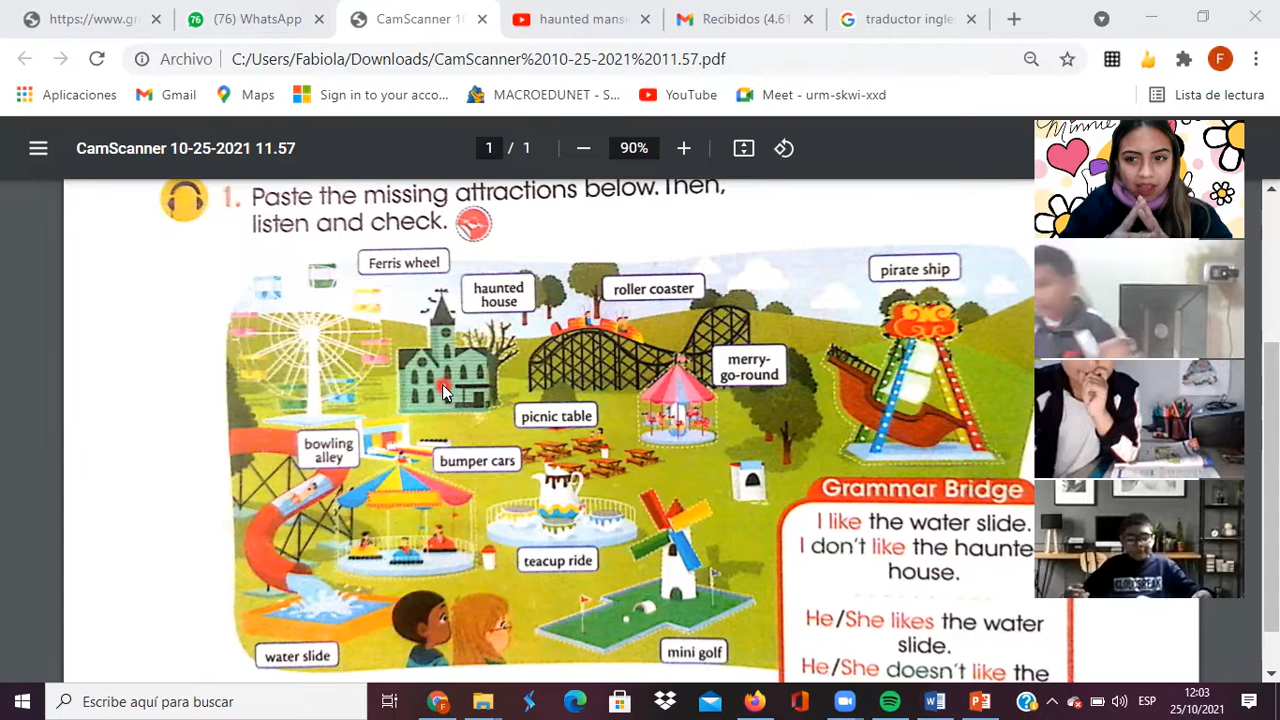 https://www.gr
(76) WhatsApp
CamScanner 10
haunted mans
Recibidos (4.61
traductor ingle
Archivo
C:/Users/Fabiola/Downloads/CamScanner%2010-25-2021%2011.57.pdf
F
Aplicaciones
Gmail
Maps
Sign in to your acco...
MACROEDUNET - S...
YouTube
Meet - urm-skwi-xxd
Lista de lectura
CamScanner 10-25-2021 11.57
1 / 1
90%
Minnie
1. Paste the missing attractions below. Then,
listen and check.
Ferris wheel
haunted
house
roller coaster
pirate ship
merry-
go-round
picnic table
bowling
alley
bumper cars
teacup ride
water slide
mini golf
Grammar Bridge
I like the water slide.
I don't like the haunte
house.
He/She likes the water
slide.
He/She doesn't like the
Escribe aquí para buscar
ESP
12:03
25/10/2021